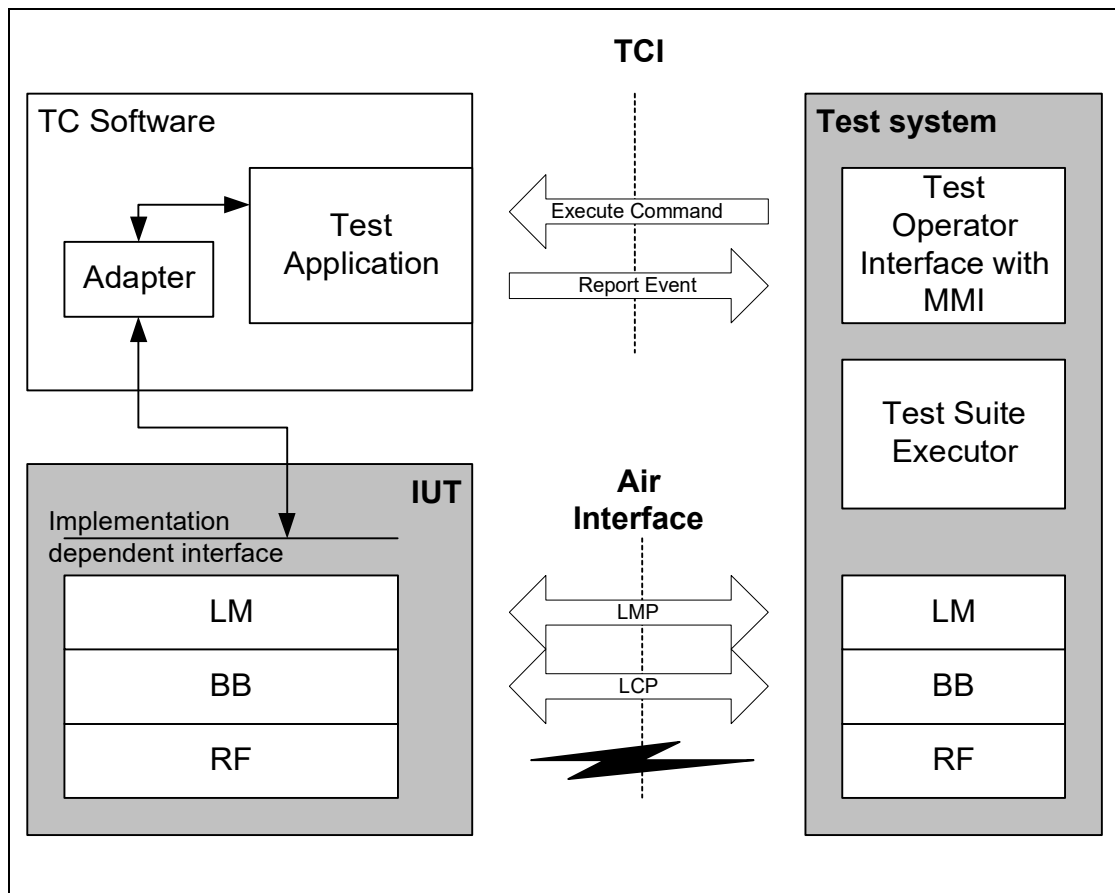 TCI
TC Software
Test
Application
Adapter
Execute Command
Report Event
Test system
Test
Operator
Interface with
MMI
Test Suite
Executor
IUT
Implementation
dependent interface
LM
BB
RF
Air
Interface
LMP
LCP
LM
BB
RF